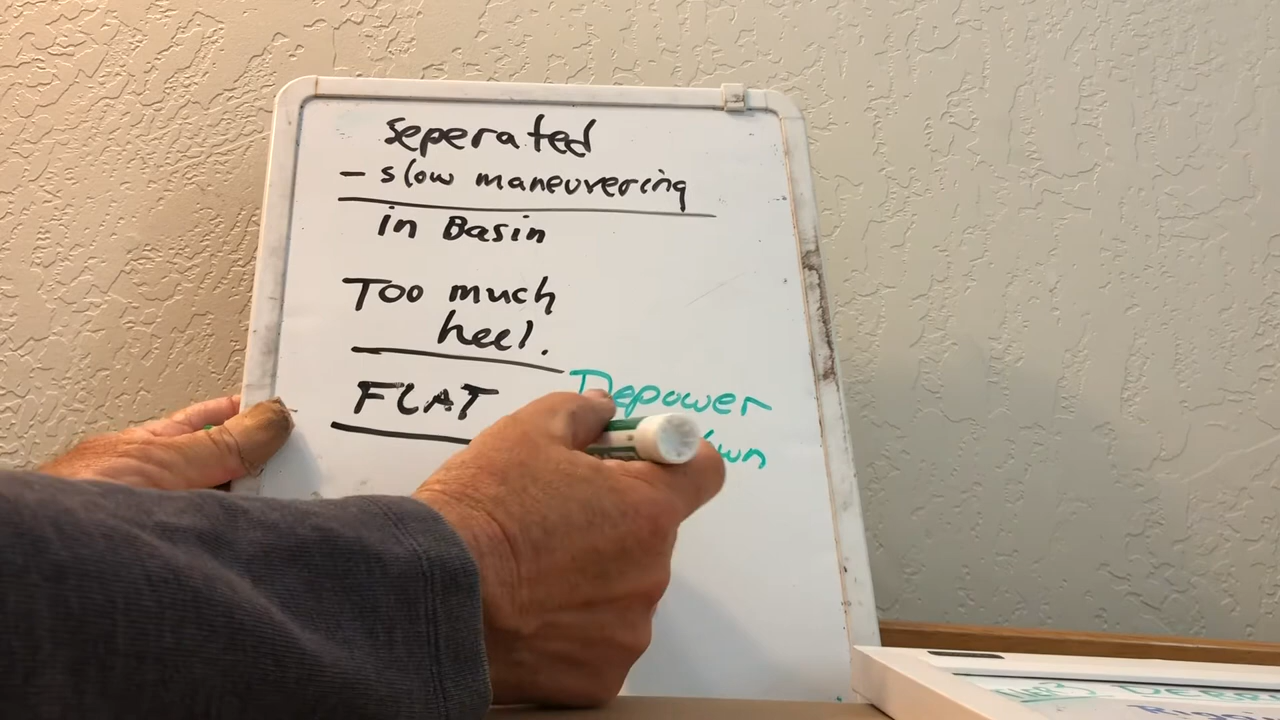 Seperated
- slow maneuvering
in Basin
Too much
heel.
FLAT
Depower